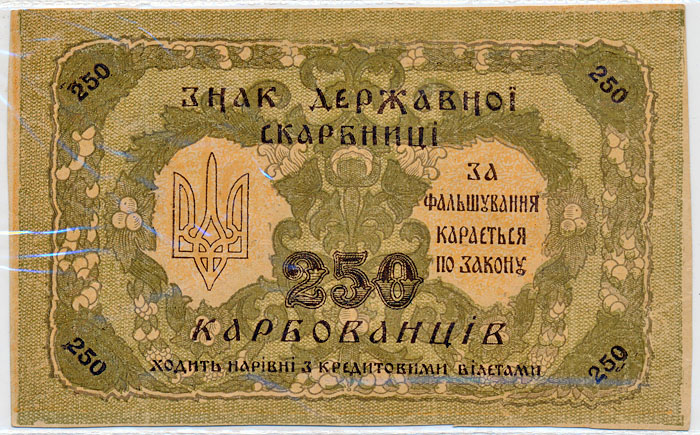 250 250
ЗНАК ДЕРЖАВНОЇ
СКАРБНИЦІ
ЗА
ФАЛЬШУВАННЯ
КАРАЄТЬСЯ
ПО ЗАКОНУ
250
КАРБОВАНЦІВ
ХОДИТЬ НАРІВНІ З КРЕДИТОВИМИ БІЛЕТАМИ
250 250